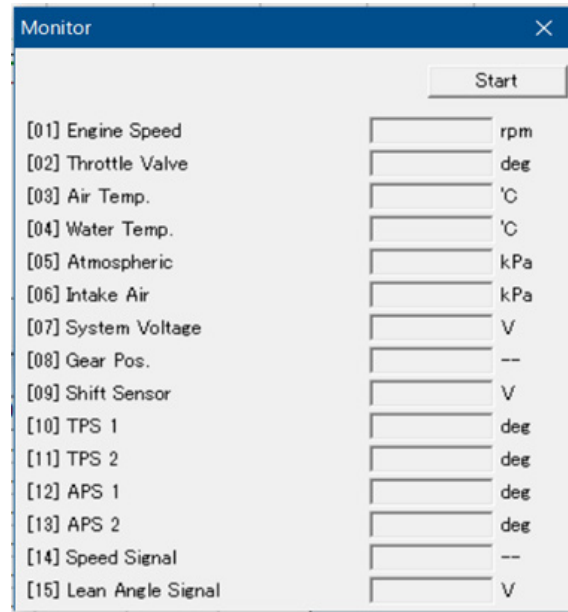 Monitor
Start
[01] Engine Speed rpm
[02] Throttle Valve deg
[03] Air Temp. 'C
[04] Water Temp. 'C
[05] Atmospheric kPa
[06] Intake Air kPa
[07] System Voltage V
[08] Gear Pos. --
[09] Shift Sensor V
[10] TPS 1 deg
[11] TPS 2 deg
[12] APS 1 deg
[13] APS 2 deg
[14] Speed Signal --
[15] Lean Angle Signal V